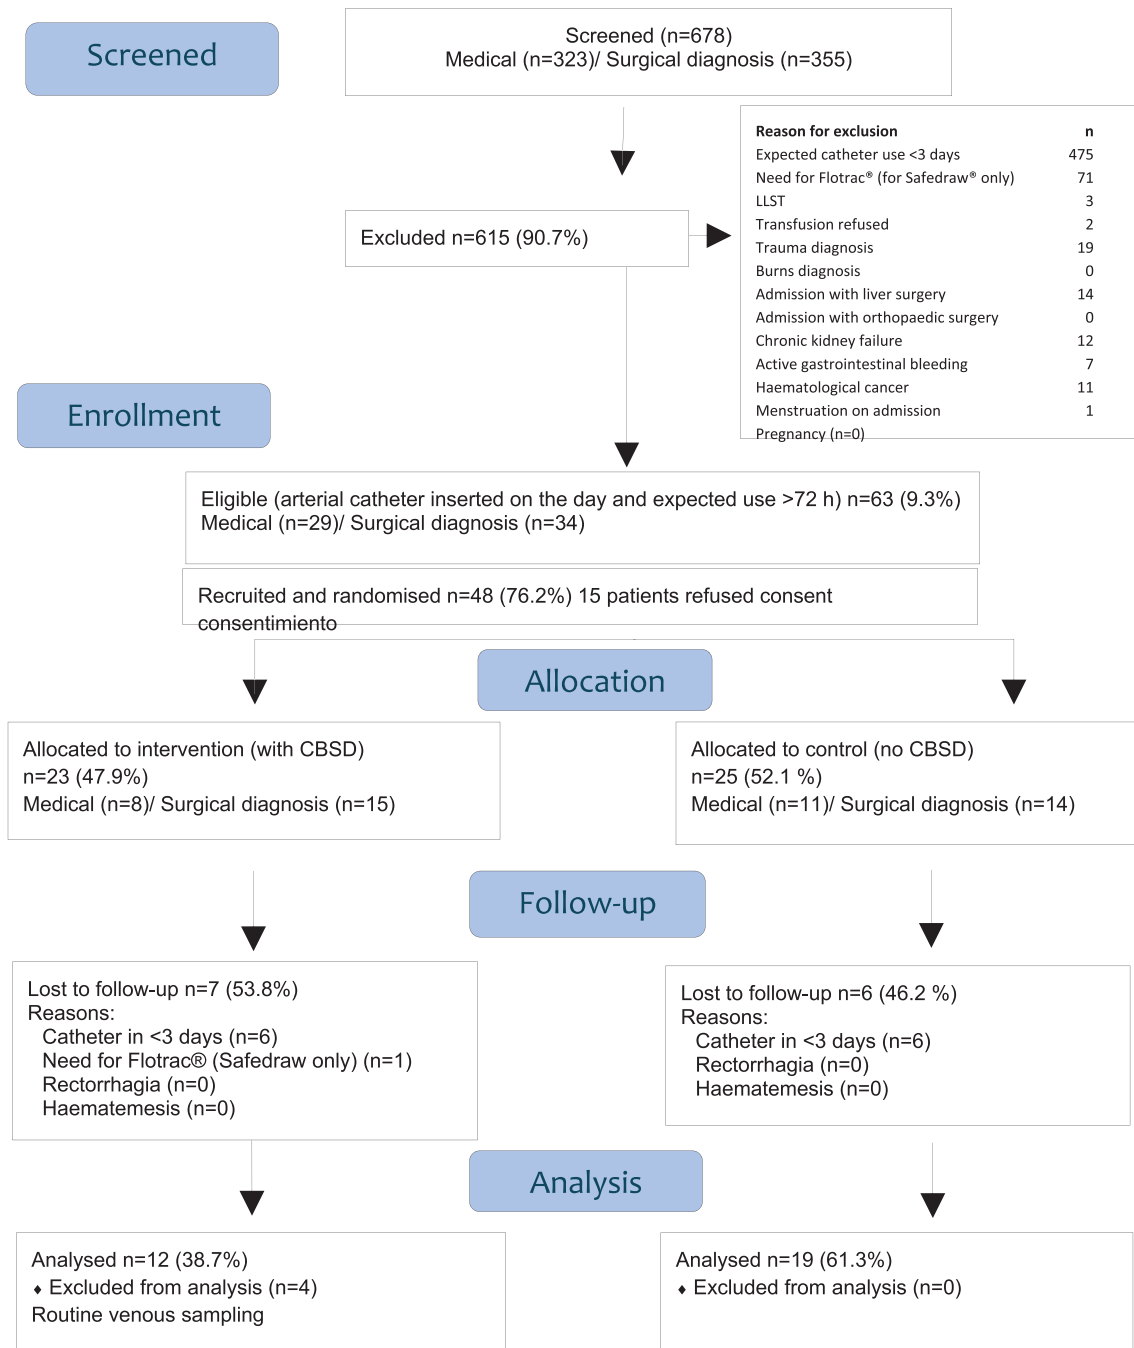 Screened
Screened (n=678)
Medical (n=323)/ Surgical diagnosis (n=355)
Reason for exclusion n
Expected catheter use <3 days 475
Need for Flotrac® (for Safedraw® only) 71
LLST 3
Transfusion refused 2
Trauma diagnosis 19
Burns diagnosis 0
Admission with liver surgery 14
Admission with orthopaedic surgery 0
Chronic kidney failure 12
Active gastrointestinal bleeding 7
Haematological cancer 11
Menstruation on admission 1
Pregnancy (n=0)
Excluded n=615 (90.7%)
Enrollment
Eligible (arterial catheter inserted on the day and expected use >72 h) n=63 (9.3%)
Medical (n=29)/ Surgical diagnosis (n=34)
Recruited and randomised n=48 (76.2%) 15 patients refused consent
consentimiento
Allocation
Allocated to intervention (with CBSD)
n=23 (47.9%)
Medical (n=8)/ Surgical diagnosis (n=15)
Allocated to control (no CBSD)
n=25 (52.1 %)
Medical (n=11)/ Surgical diagnosis (n=14)
Follow-up
Lost to follow-up n=7 (53.8%)
Reasons:
Catheter in <3 days (n=6)
Need for Flotrac® (Safedraw only) (n=1)
Rectorrhagia (n=0)
Haematemesis (n=0)
Lost to follow-up n=6 (46.2 %)
Reasons:
Catheter in <3 days (n=6)
Rectorrhagia (n=0)
Haematemesis (n=0)
Analysis
Analysed n=12 (38.7%)
♦ Excluded from analysis (n=4)
Routine venous sampling
Analysed n=19 (61.3%)
♦ Excluded from analysis (n=0)